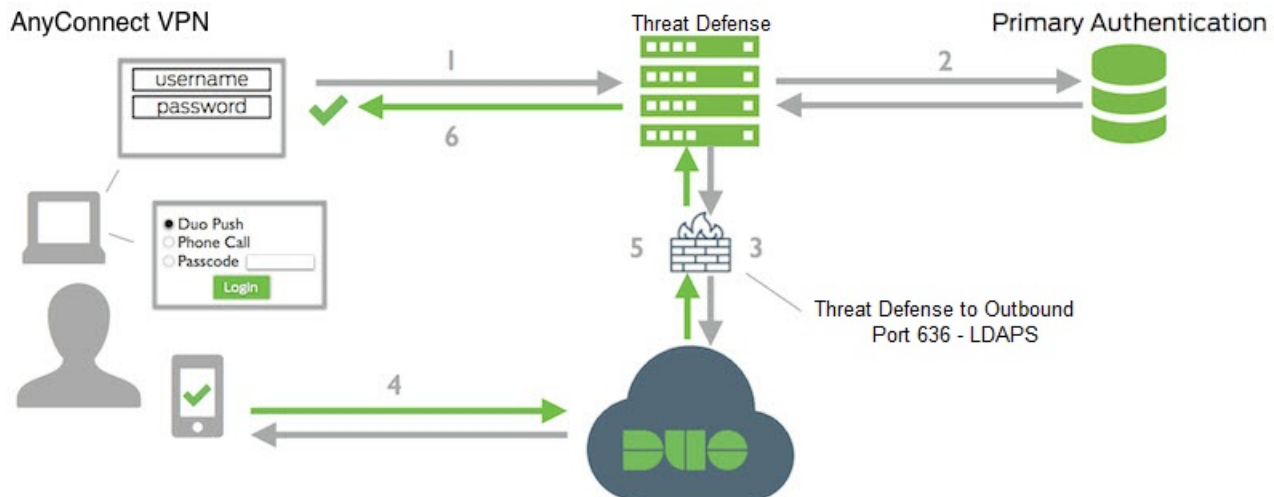 AnyConnect VPN
Threat Defense
Primary Authentication
username
password
1
2
6
Duo Push
Phone Call
Passcode
Login
5
3
Threat Defense to Outbound
Port 636 - LDAPS
4
DUO